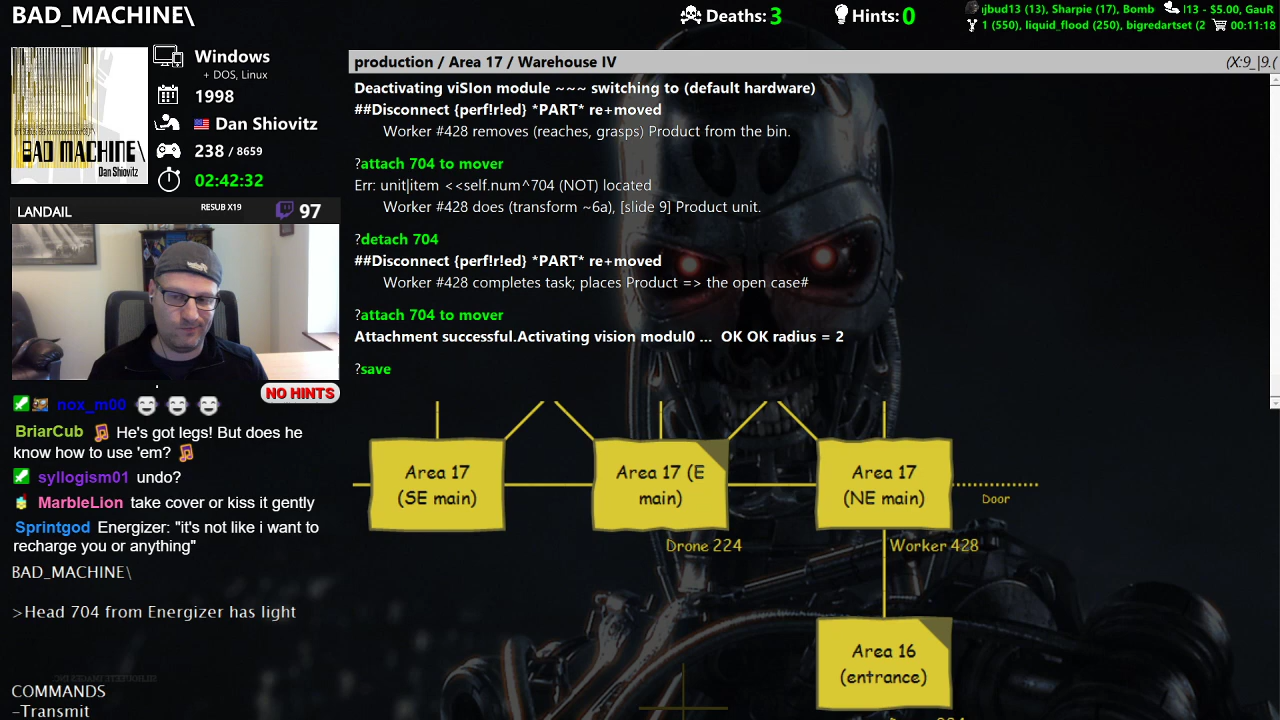 BAD_MACHINE\
Deaths: 3
Hints: 0
ajbud13 (13), Sharpie (17), Bomb
l13 - $5.00, GauR
1 (550), liquid_flood (250), bigredartset (2
00:11:18
BAD MACHINE\
Dan Shiovitz
Windows
+ DOS, Linux
1998
Dan Shiovitz
238 / 8659
02:42:32
LANDAIL
RESUB X19
97
NO HINTS
nox_m00
BriarCub He's got legs! But does he
know how to use 'em?
syllogism01 undo?
MarbleLion take cover or kiss it gently
Sprintgod Energizer: "it's not like i want to
recharge you or anything"
BAD_MACHINE\
>Head 704 from Energizer has light
COMMANDS
-Transmit
production / Area 17 / Warehouse IV
(X:9_|9.(
Deactivating viSIon module ~~~ switching to (default hardware)
##Disconnect {perf!r!ed} *PART* re+moved
Worker #428 removes (reaches, grasps) Product from the bin.
?attach 704 to mover
Err: unit|item <<self.num^704 (NOT) located
Worker #428 does (transform ~6a), [slide 9] Product unit.
?detach 704
##Disconnect {perf!r!ed} *PART* re+moved
Worker #428 completes task; places Product => the open case#
?attach 704 to mover
Attachment successful.Activating vision modul0 ... OK OK radius = 2
?save
Area 17
(SE main)
Area 17 (E
main)
Area 17
(NE main)
Door
Drone 224
Worker 428
Area 16
(entrance)